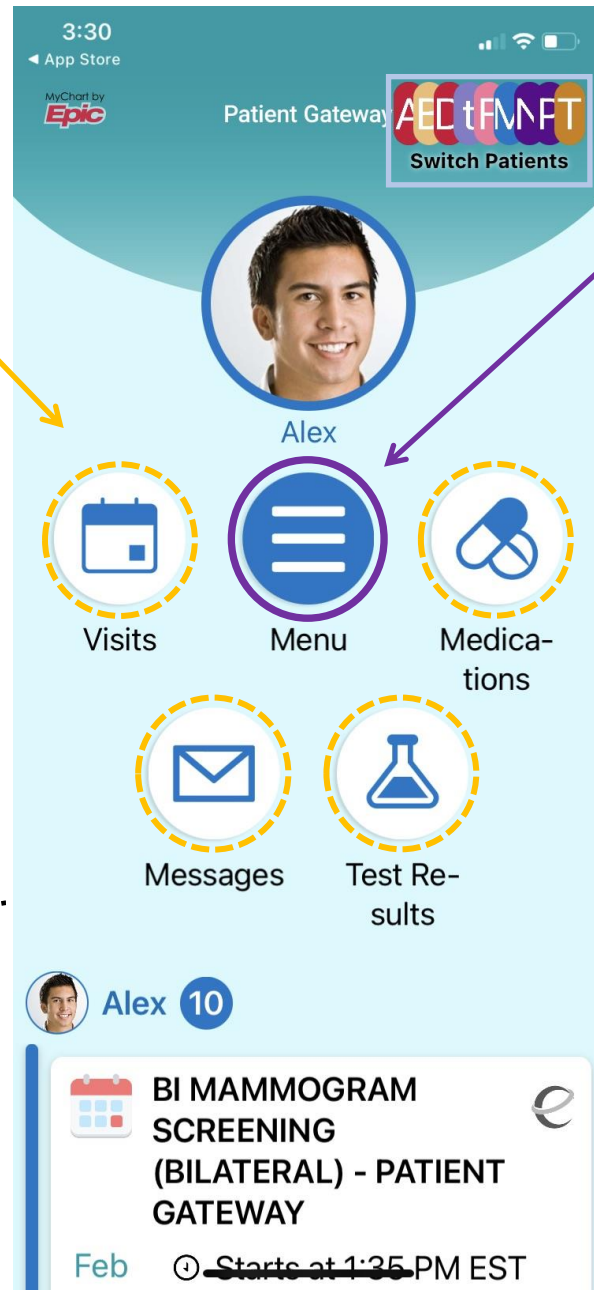 3:30
◀ App Store
MyChart by
Epic
Patient Gateway
A E D t F M N P T
Switch Patients
Alex
Visits
Menu
Medica-
tions
Messages
Test Re-
sults
Alex 10
BI MAMMOGRAM
SCREENING
(BILATERAL) - PATIENT
GATEWAY
Feb
Starts at 1:35 PM EST